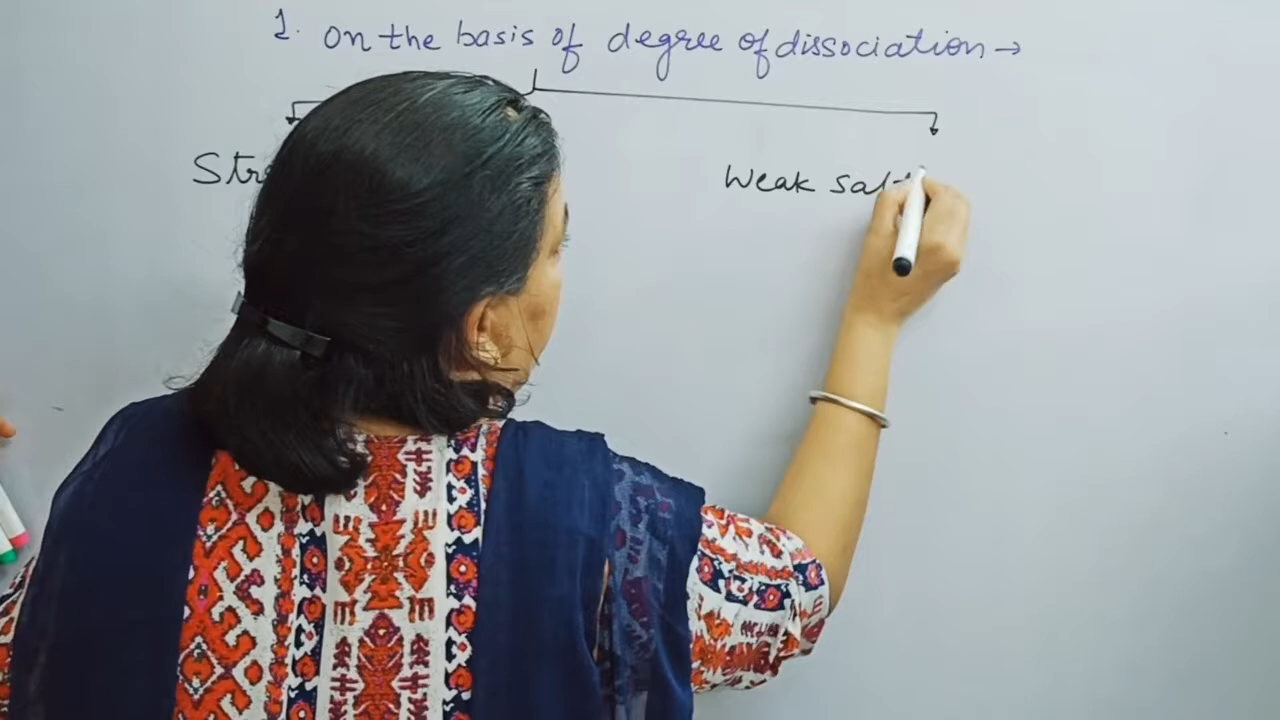 1. On the basis of degree of dissociation →
Weak salt